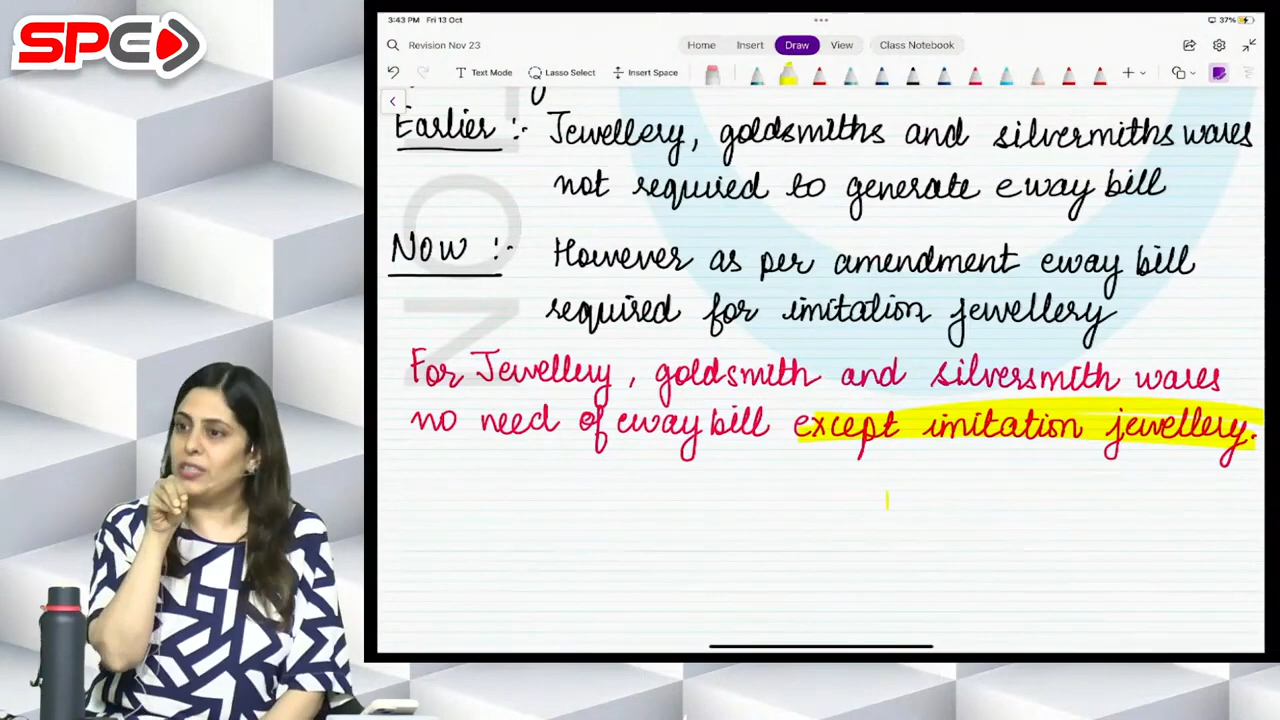 SPC
3:43 PM Fri 13 Oct
37%
Revision Nov 23
Home Insert Draw View Class Notebook
Text Mode Lasso Select Insert Space
Earlier :- Jewellery, goldsmiths and silvermiths wares
not required to generate eway bill
Now :- However as per amendment eway bill
required for imitation jewellery
For Jewellery, goldsmith and silversmith wares
no need of eway bill except imitation jewellery.